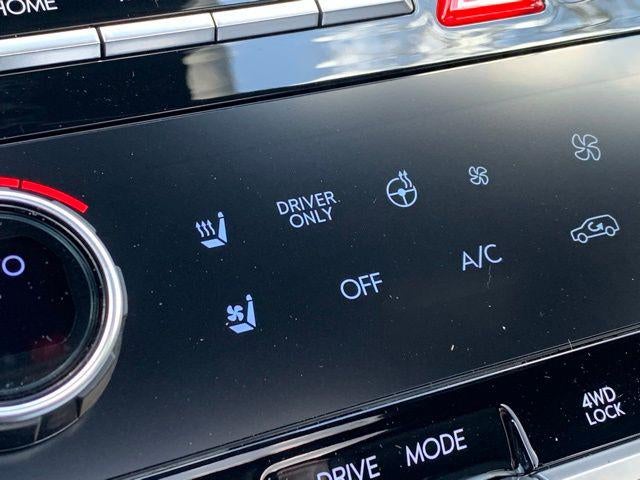 HOME
DRIVER
ONLY
OFF
A/C
4WD
LOCK
DRIVE MODE